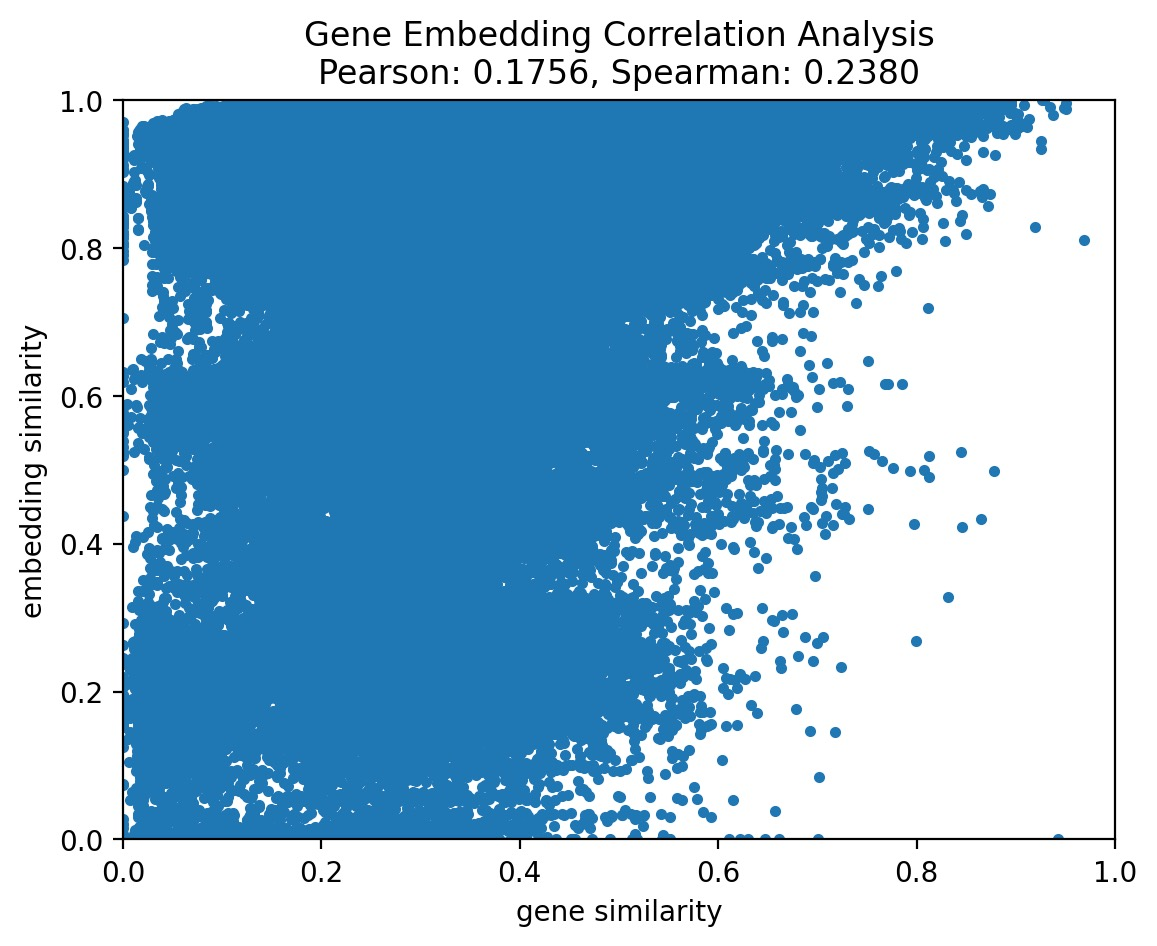 Gene Embedding Correlation Analysis
Pearson: 0.1756, Spearman: 0.2380
1.0
0.8
0.6
0.4
0.2
0.0
embedding similarity
0.0 0.2 0.4 0.6 0.8 1.0
gene similarity